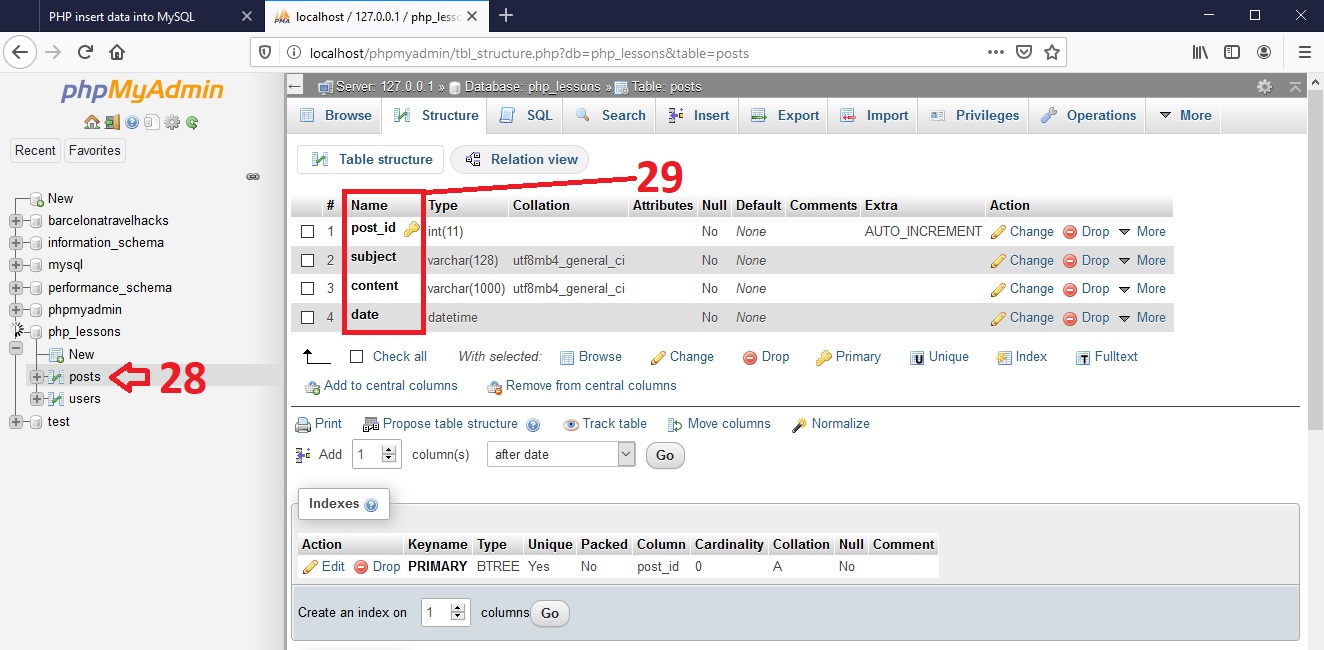 PHP insert data into MySQL
localhost / 127.0.0.1 / php_lesso
localhost/phpmyadmin/tbl_structure.php?db=php_lessons&table=posts
phpMyAdmin
Recent Favorites
New
barcelonatravelhacks
information_schema
mysql
performance_schema
phpmyadmin
php_lessons
New
posts
28
users
test
Server: 127.0.0.1 » Database: php_lessons » Table: posts
Browse Structure SQL Search Insert Export Import Privileges Operations More
Table structure Relation view
29
# Name Type Collation Attributes Null Default Comments Extra Action
1 post_id int(11) No None AUTO_INCREMENT Change Drop More
2 subject varchar(128) utf8mb4_general_ci No None Change Drop More
3 content varchar(1000) utf8mb4_general_ci No None Change Drop More
4 date datetime No None Change Drop More
Check all With selected: Browse Change Drop Primary Unique Index Fulltext
Add to central columns Remove from central columns
Print Propose table structure Track table Move columns Normalize
Add 1 column(s) after date Go
Indexes
Action Keyname Type Unique Packed Column Cardinality Collation Null Comment
Edit Drop PRIMARY BTREE Yes No post_id 0 A No
Create an index on 1 columns Go